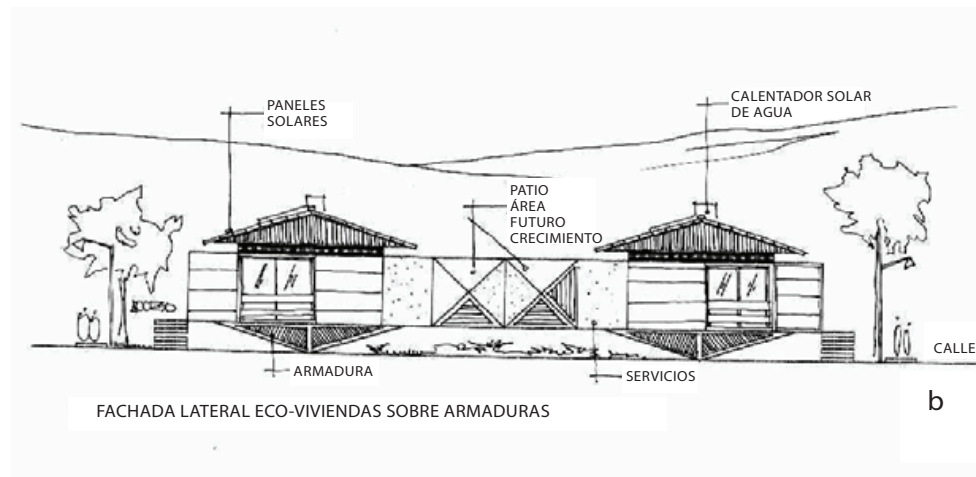 PANELES
SOLARES
CALENTADOR SOLAR
DE AGUA
PATIO
ÁREA
FUTURO
CRECIMIENTO
CALLE
ARMADURA
SERVICIOS
FACHADA LATERAL ECO-VIVIENDAS SOBRE ARMADURAS
b